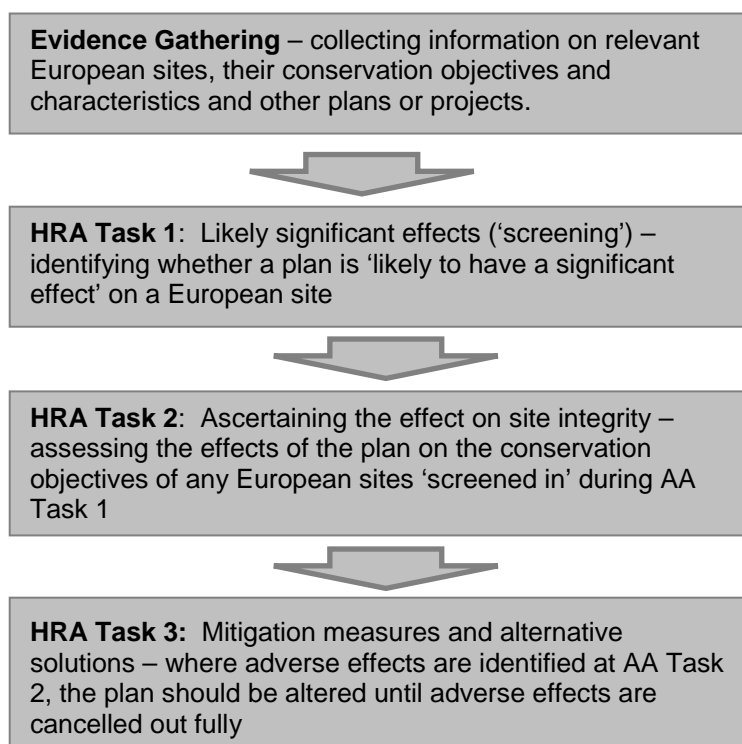 Evidence Gathering – collecting information on relevant
European sites, their conservation objectives and
characteristics and other plans or projects.
HRA Task 1:  Likely significant effects (‘screening’) –
identifying whether a plan is ‘likely to have a significant
effect’ on a European site
HRA Task 2:  Ascertaining the effect on site integrity –
assessing the effects of the plan on the conservation
objectives of any European sites ‘screened in’ during AA
Task 1
HRA Task 3:  Mitigation measures and alternative
solutions – where adverse effects are identified at AA Task
2, the plan should be altered until adverse effects are
cancelled out fully